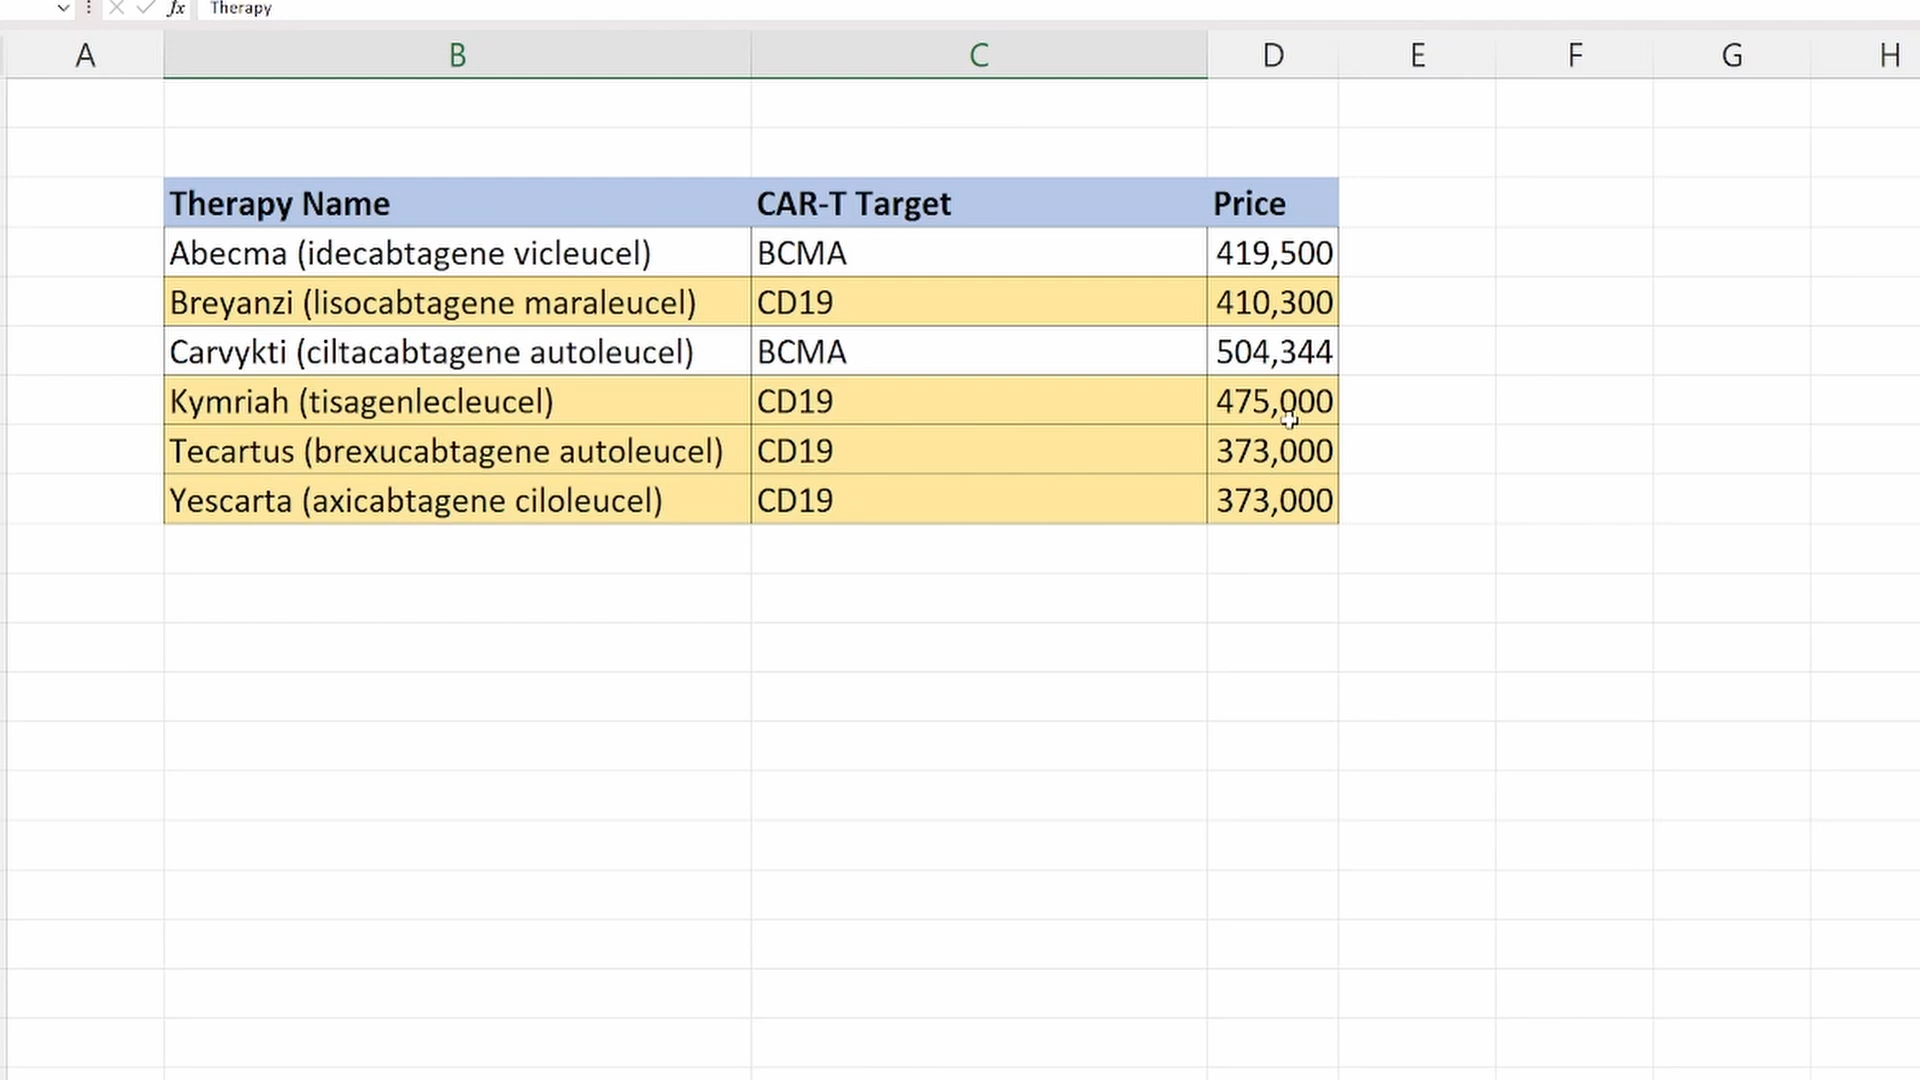 fx Therapy
A B C D E F G H
Therapy Name CAR-T Target Price
Abecma (idecabtagene vicleucel) BCMA 419,500
Breyanzi (lisocabtagene maraleucel) CD19 410,300
Carvykti (ciltacabtagene autoleucel) BCMA 504,344
Kymriah (tisagenlecleucel) CD19 475,000
Tecartus (brexucabtagene autoleucel) CD19 373,000
Yescarta (axicabtagene ciloleucel) CD19 373,000